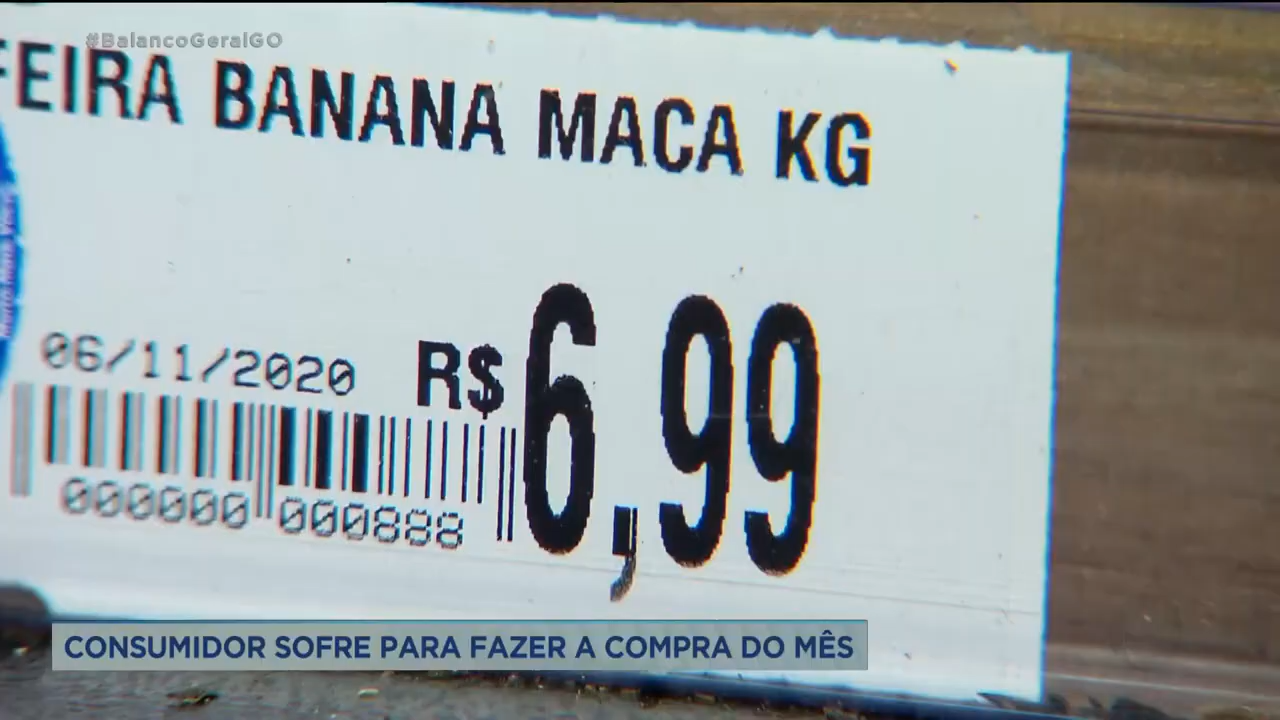 #BalancoGeralGO
FEIRA BANANA MACA KG
06/11/2020
R$ 6,99
000000 000888
CONSUMIDOR SOFRE PARA FAZER A COMPRA DO MÊS